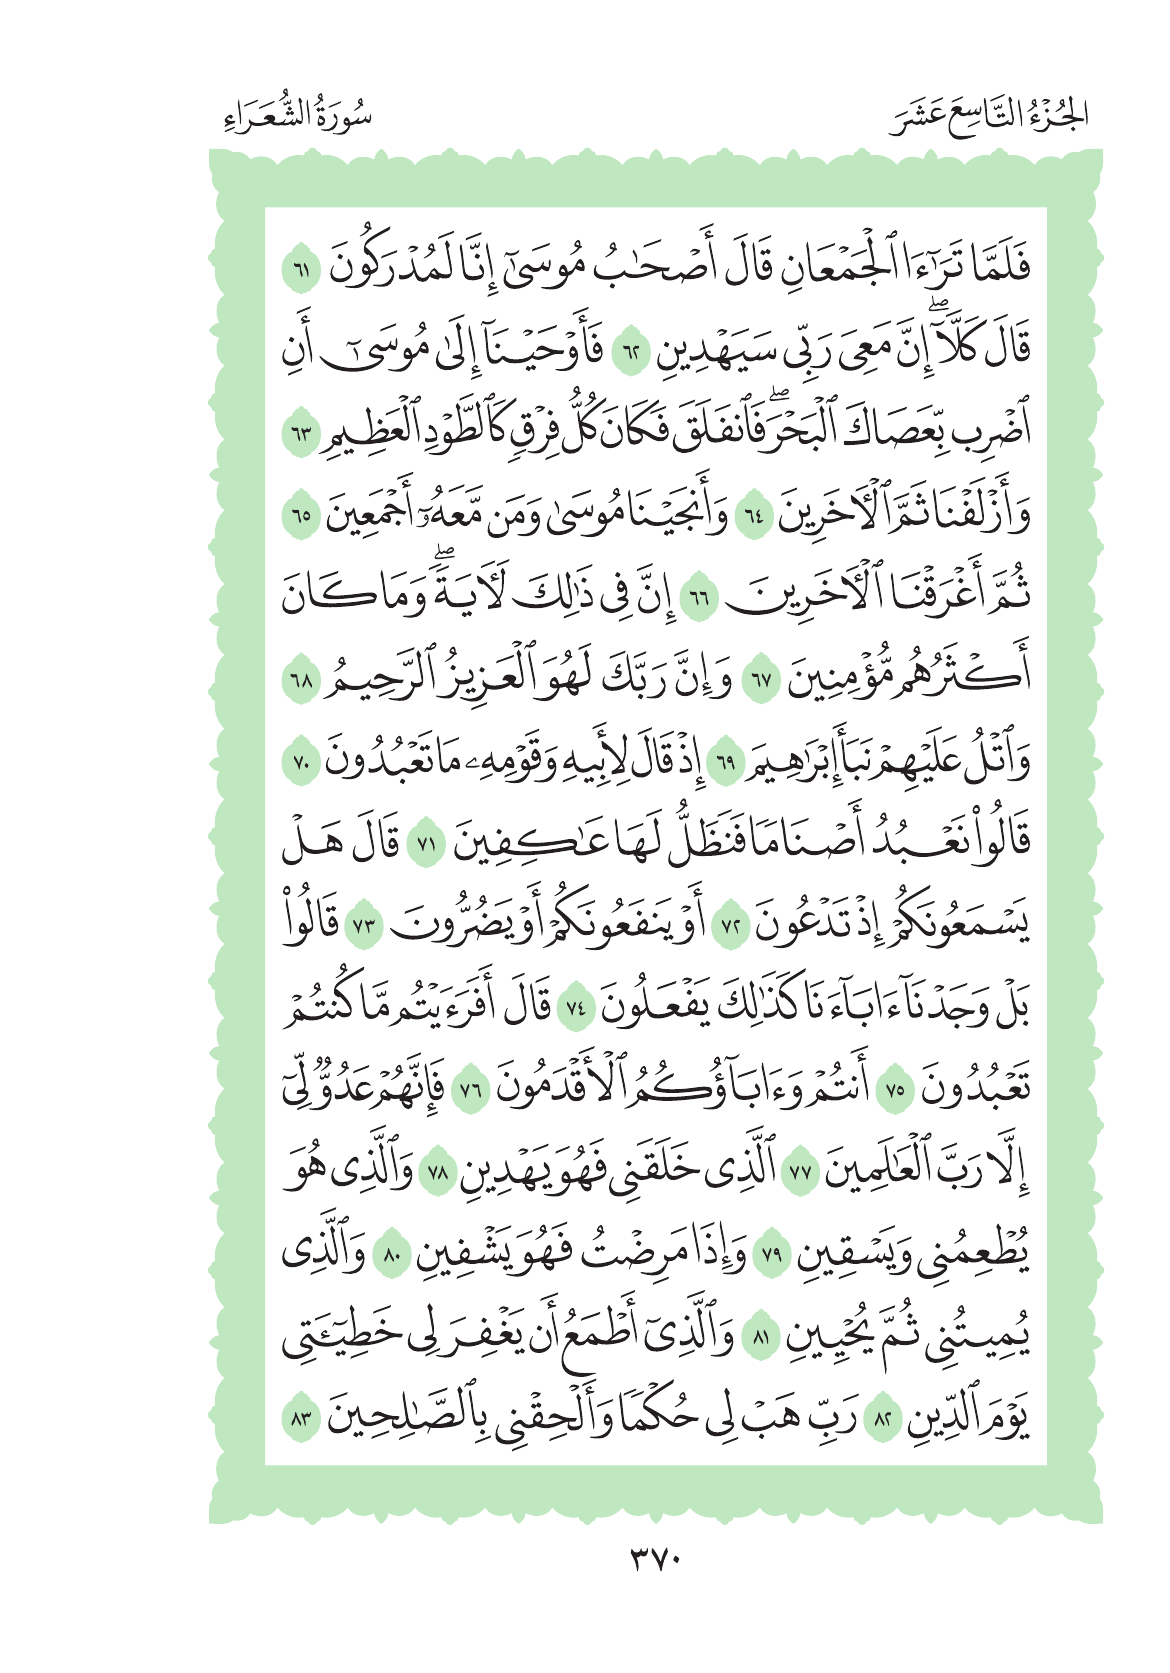 الجُزْءُ التَّاسِعَ عَشَرَ
سُورَةُ الشُّعَرَاءِ
فَلَمَّا تَرَٰٓءَا ٱلْجَمْعَانِ قَالَ أَصْحَٰبُ مُوسَىٰٓ إِنَّا لَمُدْرَكُونَ ٦١
قَالَ كَلَّآۖ إِنَّ مَعِىَ رَبِّى سَيَهْدِينِ ٦٢ فَأَوْحَيْنَآ إِلَىٰ مُوسَىٰٓ أَنِ
ٱضْرِب بِّعَصَاكَ ٱلْبَحْرَۖ فَٱنفَلَقَ فَكَانَ كُلُّ فِرْقٍ كَٱلطَّوْدِ ٱلْعَظِيمِ ٦٣
وَأَزْلَفْنَا ثَمَّ ٱلْأَخَرِينَ ٦٤ وَأَنجَيْنَا مُوسَىٰ وَمَن مَّعَهُۥٓ أَجْمَعِينَ ٦٥
ثُمَّ أَغْرَقْنَا ٱلْأَخَرِينَ ٦٦ إِنَّ فِى ذَٰلِكَ لَأَيَةًۖ وَمَا كَانَ
أَكْثَرُهُم مُّؤْمِنِينَ ٦٧ وَإِنَّ رَبَّكَ لَهُوَ ٱلْعَزِيزُ ٱلرَّحِيمُ ٦٨
وَٱتْلُ عَلَيْهِمْ نَبَأَ إِبْرَٰهِيمَ ٦٩ إِذْ قَالَ لِأَبِيهِ وَقَوْمِهِۦ مَا تَعْبُدُونَ ٧٠
قَالُوا۟ نَعْبُدُ أَصْنَامًا فَنَظَلُّ لَهَا عَٰكِفِينَ ٧١ قَالَ هَلْ
يَسْمَعُونَكُمْ إِذْ تَدْعُونَ ٧٢ أَوْ يَنفَعُونَكُمْ أَوْ يَضُرُّونَ ٧٣ قَالُوا۟
بَلْ وَجَدْنَآ ءَابَآءَنَا كَذَٰلِكَ يَفْعَلُونَ ٧٤ قَالَ أَفَرَءَيْتُم مَّا كُنتُمْ
تَعْبُدُونَ ٧٥ أَنتُمْ وَءَابَآؤُكُمُ ٱلْأَقْدَمُونَ ٧٦ فَإِنَّهُمْ عَدُوٌّ لِّىٓ
إِلَّا رَبَّ ٱلْعَٰلَمِينَ ٧٧ ٱلَّذِى خَلَقَنِى فَهُوَ يَهْدِينِ ٧٨ وَٱلَّذِى هُوَ
يُطْعِمُنِى وَيَسْقِينِ ٧٩ وَإِذَا مَرِضْتُ فَهُوَ يَشْفِينِ ٨٠ وَٱلَّذِى
يُمِيتُنِى ثُمَّ يُحْيِينِ ٨١ وَٱلَّذِىٓ أَطْمَعُ أَن يَغْفِرَ لِى خَطِيٓـَٔتِى
يَوْمَ ٱلدِّينِ ٨٢ رَبِّ هَبْ لِى حُكْمًا وَأَلْحِقْنِى بِٱلصَّٰلِحِينَ ٨٣
٣٧٠